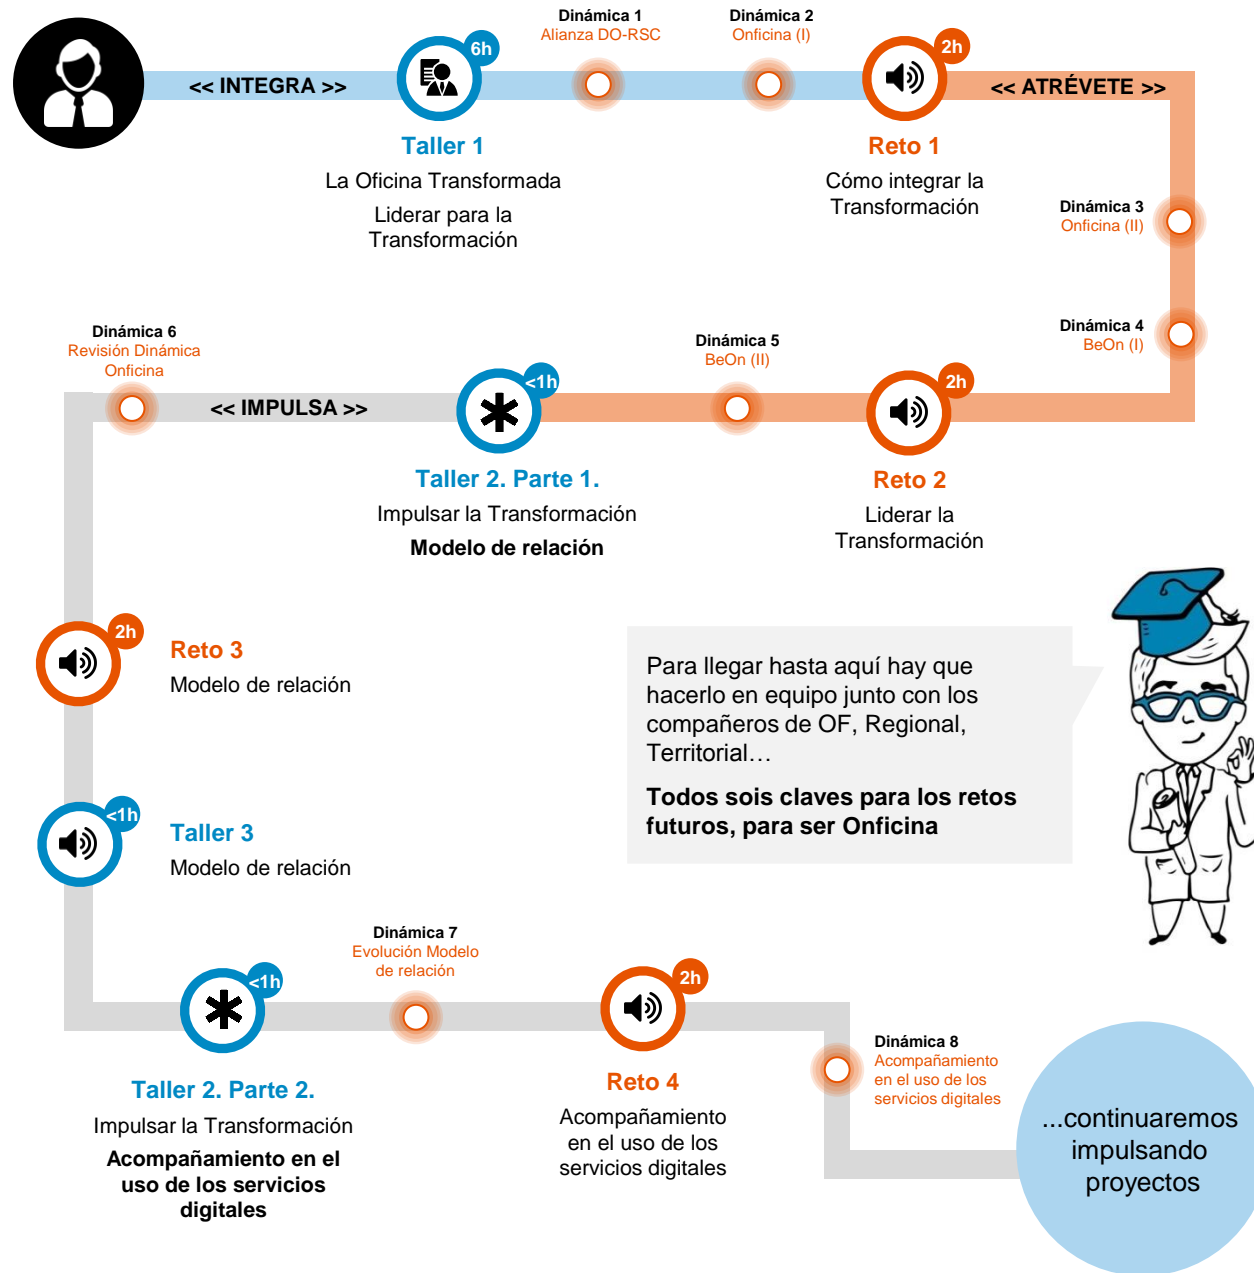 Dinámica 1
Alianza DO-RSC
Dinámica 2
Onficina (I)
<< INTEGRA >>
6h
2h
<< ATRÉVETE >>
Taller 1
La Oficina Transformada
Liderar para la
Transformación
Reto 1
Cómo integrar la
Transformación
Dinámica 3
Onficina (II)
Dinámica 4
BeOn (I)
Dinámica 6
Revisión Dinámica
Onficina
<< IMPULSA >>
<1h
Dinámica 5
BeOn (II)
2h
Taller 2. Parte 1.
Impulsar la Transformación
Modelo de relación
Reto 2
Liderar la
Transformación
2h
Reto 3
Modelo de relación
Para llegar hasta aquí hay que
hacerlo en equipo junto con los
compañeros de OF, Regional,
Territorial…
Todos sois claves para los retos
futuros, para ser Onficina
<1h
Taller 3
Modelo de relación
<1h
Dinámica 7
Evolución Modelo
de relación
2h
Taller 2. Parte 2.
Impulsar la Transformación
Acompañamiento en el
uso de los servicios
digitales
Reto 4
Acompañamiento
en el uso de los
servicios digitales
Dinámica 8
Acompañamiento
en el uso de los
servicios digitales
...continuaremos
impulsando
proyectos